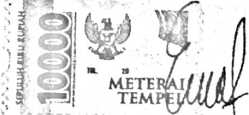 SEPULUH RIBU RUPIAH
10000
TGL. 20
METERAI
TEMPEL